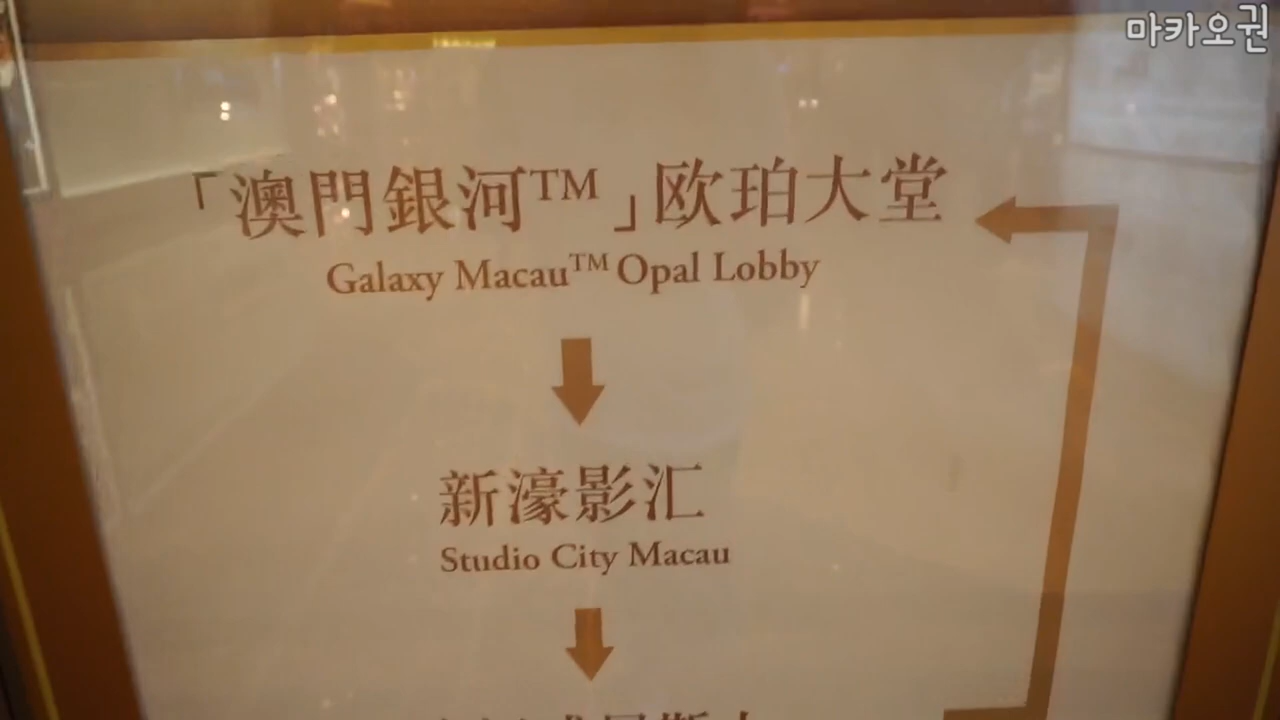 마카오귄
「澳門銀河™」欧珀大堂
Galaxy Macau™ Opal Lobby
新濠影汇
Studio City Macau